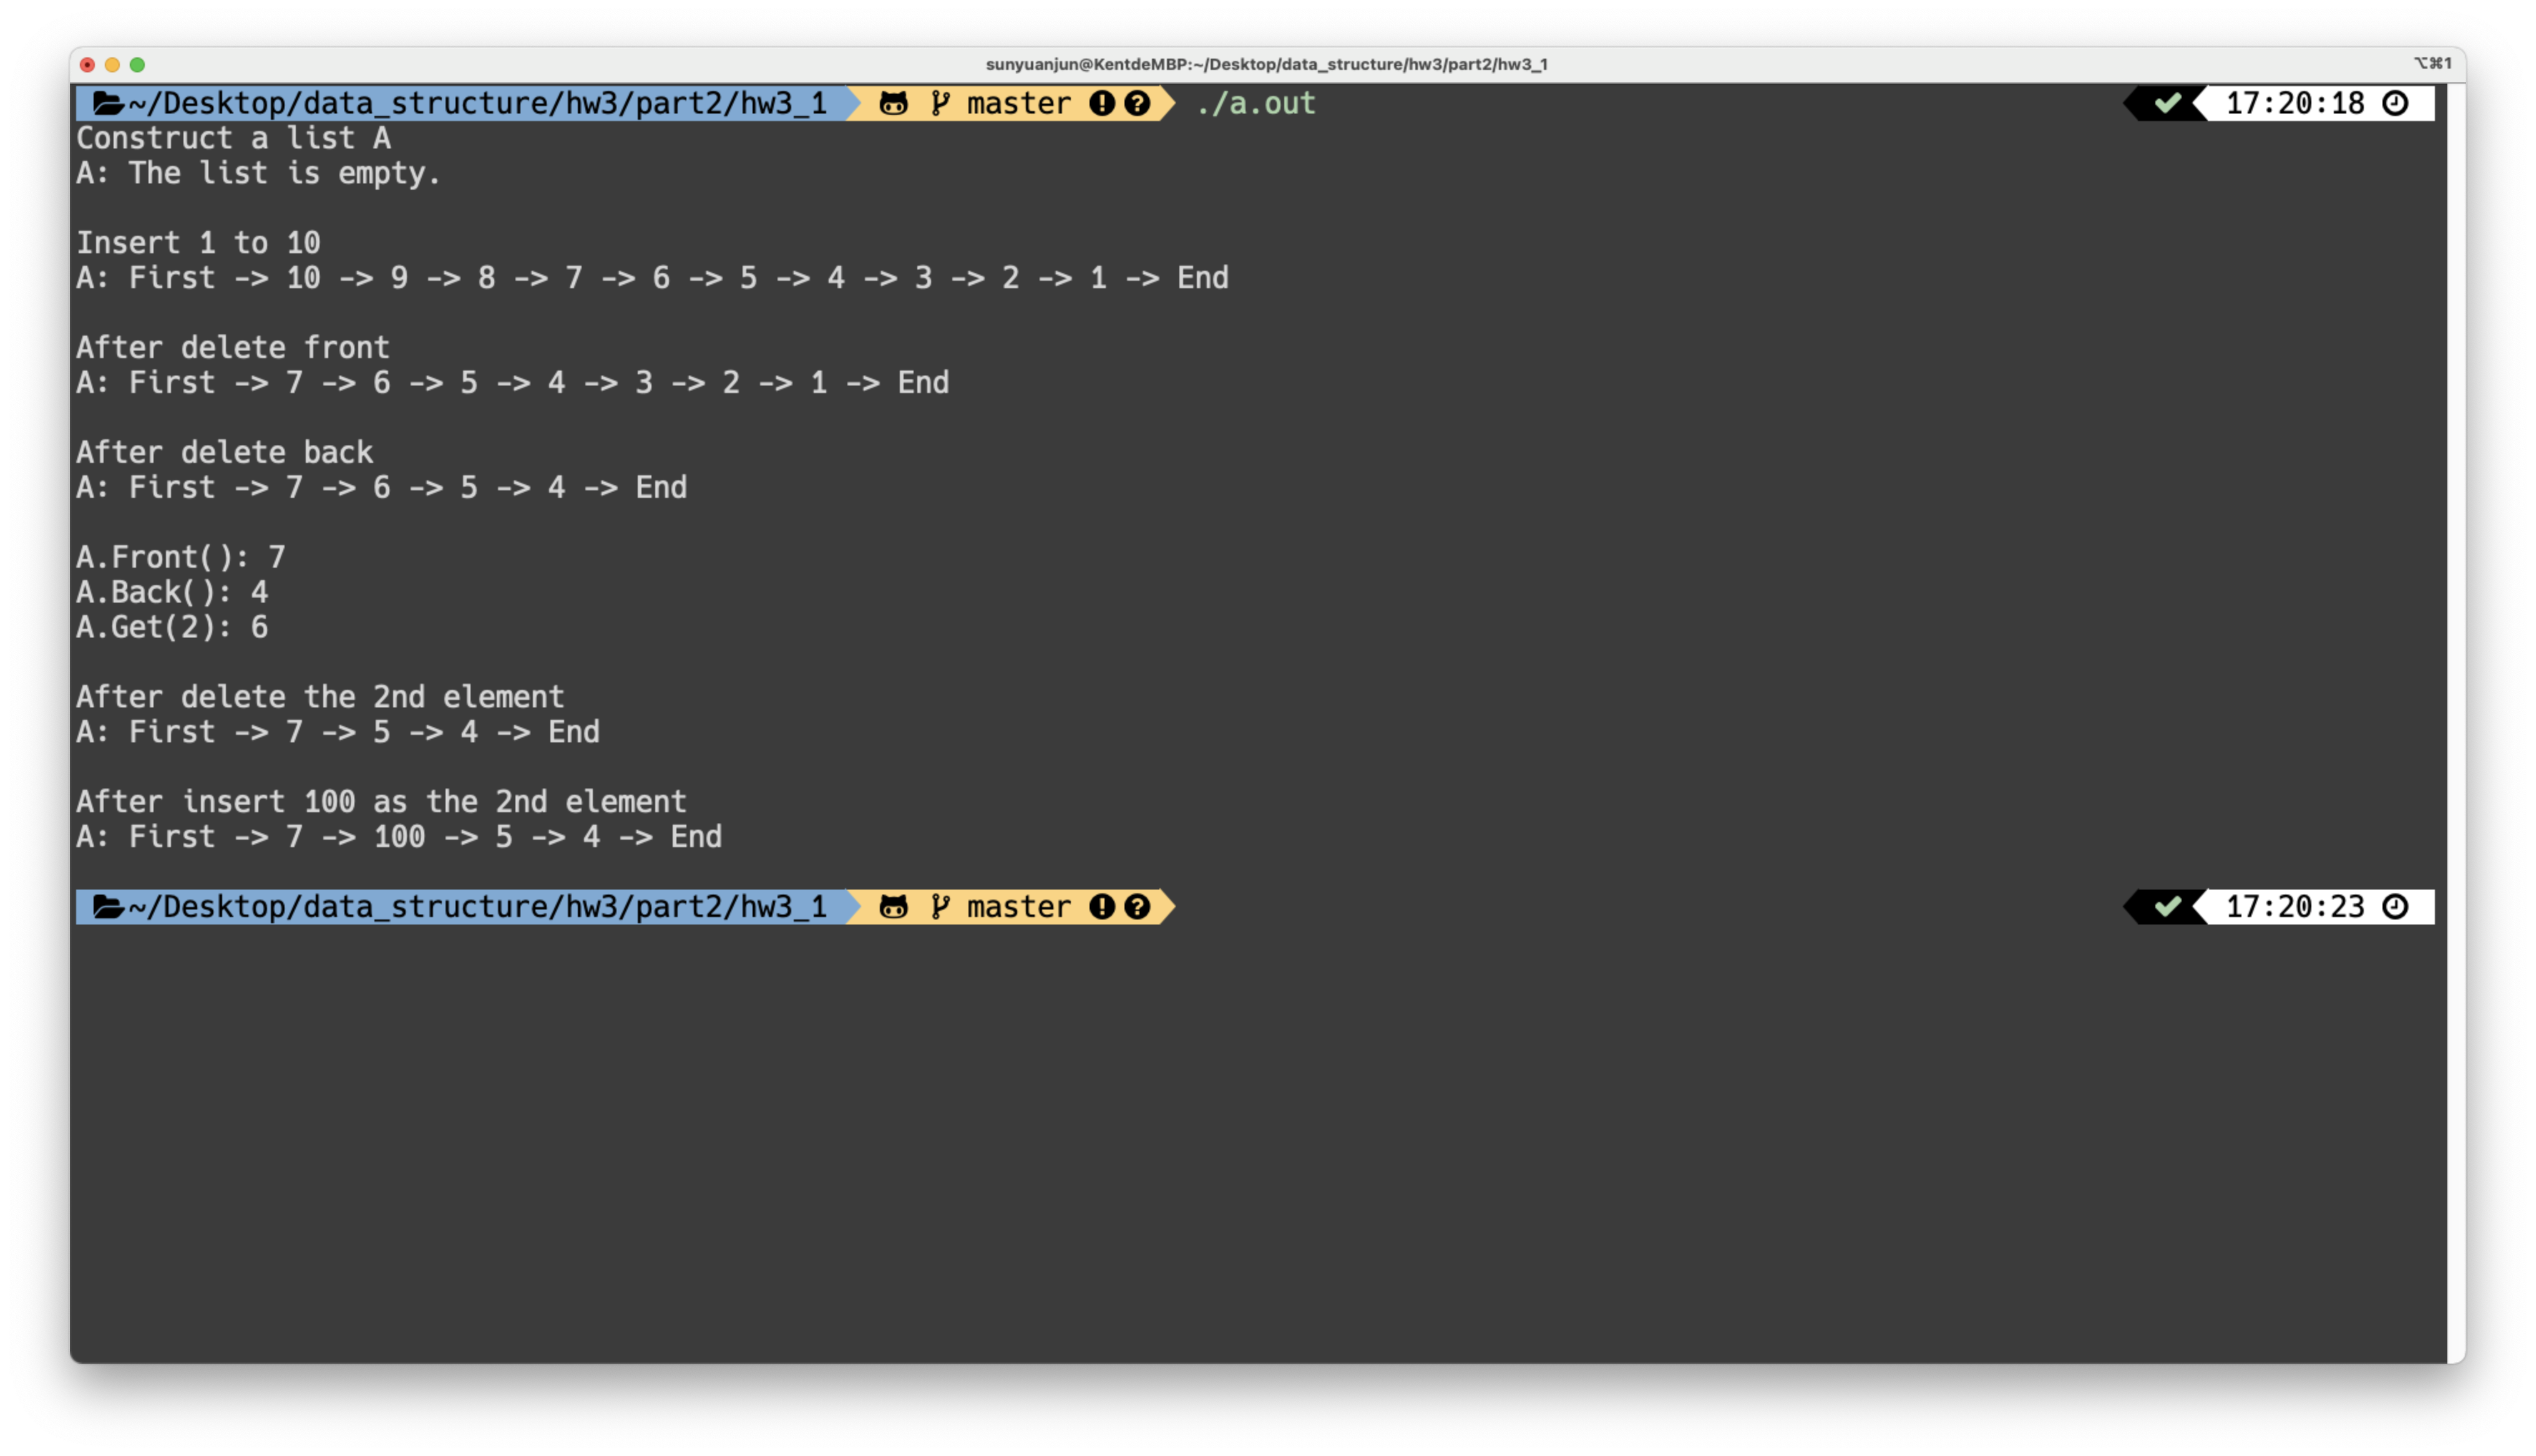 sunyuanjun@KentdeMBP:~/Desktop/data_structure/hw3/part2/hw3_1 ⌥⌘1
~/Desktop/data_structure/hw3/part2/hw3_1 master ./a.out 17:20:18
Construct a list A
A: The list is empty.
Insert 1 to 10
A: First -> 10 -> 9 -> 8 -> 7 -> 6 -> 5 -> 4 -> 3 -> 2 -> 1 -> End
After delete front
A: First -> 7 -> 6 -> 5 -> 4 -> 3 -> 2 -> 1 -> End
After delete back
A: First -> 7 -> 6 -> 5 -> 4 -> End
A.Front(): 7
A.Back(): 4
A.Get(2): 6
After delete the 2nd element
A: First -> 7 -> 5 -> 4 -> End
After insert 100 as the 2nd element
A: First -> 7 -> 100 -> 5 -> 4 -> End
~/Desktop/data_structure/hw3/part2/hw3_1 master 17:20:23